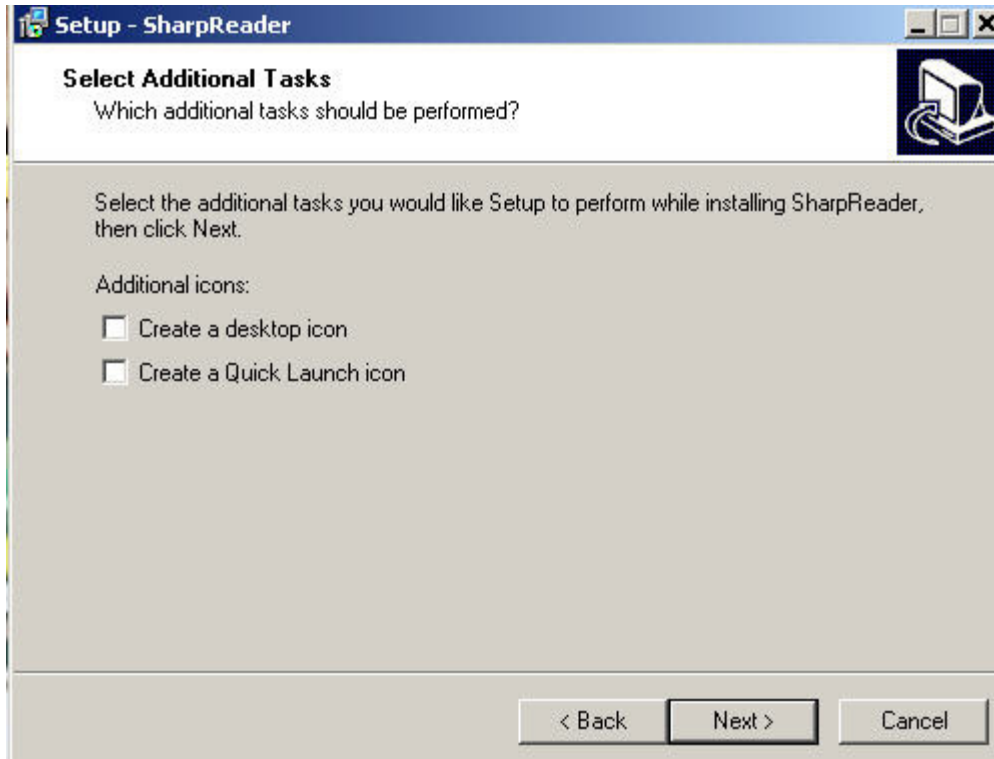 Setup - SharpReader
Select Additional Tasks
Which additional tasks should be performed?
Select the additional tasks you would like Setup to perform while installing SharpReader,
then click Next.
Additional icons:
Create a desktop icon
Create a Quick Launch icon
< Back Next > Cancel